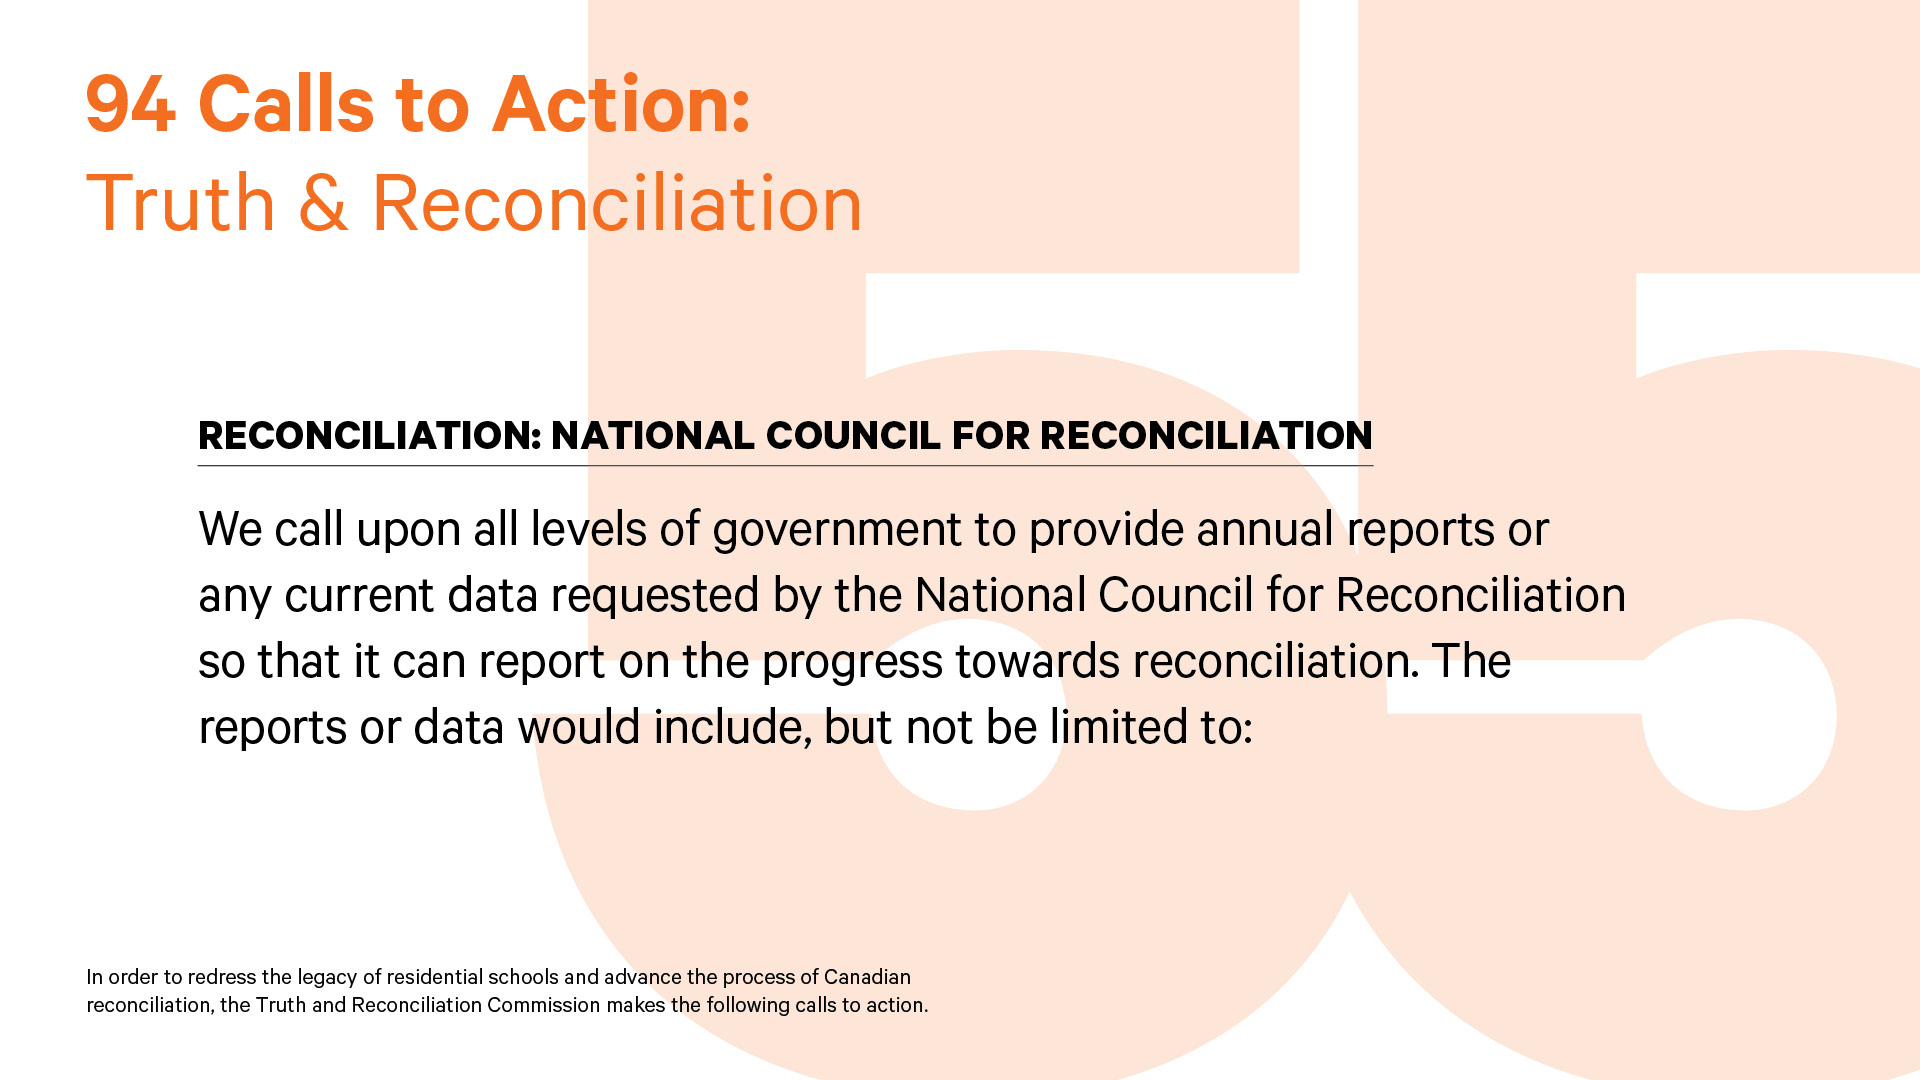 94 Calls to Action:
Truth & Reconciliation
55
RECONCILIATION: NATIONAL COUNCIL FOR RECONCILIATION
We call upon all levels of government to provide annual reports or
any current data requested by the National Council for Reconciliation
so that it can report on the progress towards reconciliation. The
reports or data would include, but not be limited to:
In order to redress the legacy of residential schools and advance the process of Canadian
reconciliation, the Truth and Reconciliation Commission makes the following calls to action.